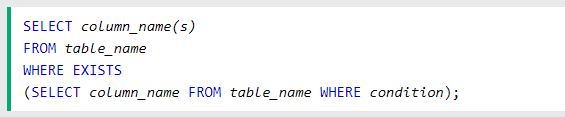 SELECT column_name(s)
FROM table_name
WHERE EXISTS
(SELECT column_name FROM table_name WHERE condition);